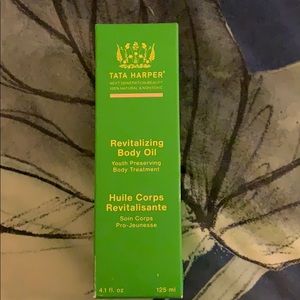 TATA HARPER®
NEXT GENERATION BEAUTY
100% NATURAL & NONTOXIC
Revitalizing
Body Oil
Youth Preserving
Body Treatment
Huile Corps
Revitalisante
Soin Corps
Pro-Jeunesse
4.1 fl. oz 125 ml